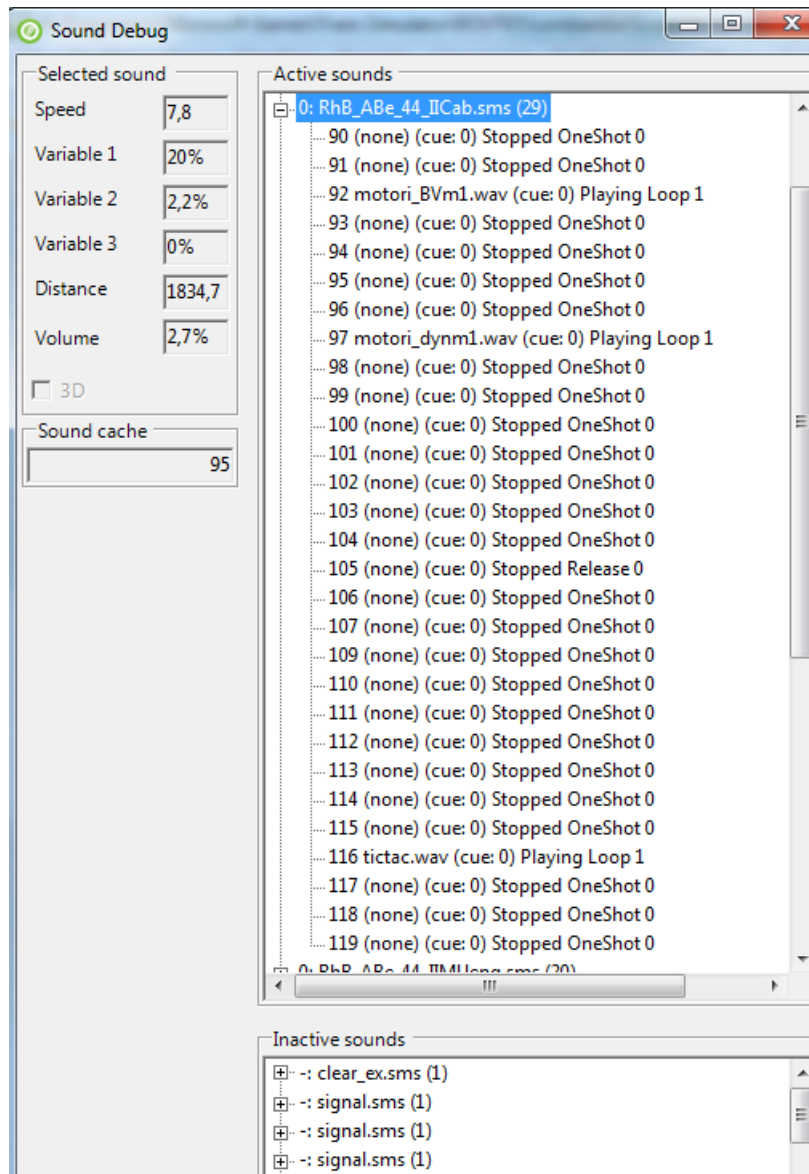 Sound Debug
Selected sound
Speed 7,8
Variable 1 20%
Variable 2 2,2%
Variable 3 0%
Distance 1834,7
Volume 2,7%
3D
Sound cache
95
Active sounds
0: RhB_ABe_44_IICab.sms (29)
90 (none) (cue: 0) Stopped OneShot 0
91 (none) (cue: 0) Stopped OneShot 0
92 motori_BVm1.wav (cue: 0) Playing Loop 1
93 (none) (cue: 0) Stopped OneShot 0
94 (none) (cue: 0) Stopped OneShot 0
95 (none) (cue: 0) Stopped OneShot 0
96 (none) (cue: 0) Stopped OneShot 0
97 motori_dynm1.wav (cue: 0) Playing Loop 1
98 (none) (cue: 0) Stopped OneShot 0
99 (none) (cue: 0) Stopped OneShot 0
100 (none) (cue: 0) Stopped OneShot 0
101 (none) (cue: 0) Stopped OneShot 0
102 (none) (cue: 0) Stopped OneShot 0
103 (none) (cue: 0) Stopped OneShot 0
104 (none) (cue: 0) Stopped OneShot 0
105 (none) (cue: 0) Stopped Release 0
106 (none) (cue: 0) Stopped OneShot 0
107 (none) (cue: 0) Stopped OneShot 0
109 (none) (cue: 0) Stopped OneShot 0
110 (none) (cue: 0) Stopped OneShot 0
111 (none) (cue: 0) Stopped OneShot 0
112 (none) (cue: 0) Stopped OneShot 0
113 (none) (cue: 0) Stopped OneShot 0
114 (none) (cue: 0) Stopped OneShot 0
115 (none) (cue: 0) Stopped OneShot 0
116 tictac.wav (cue: 0) Playing Loop 1
117 (none) (cue: 0) Stopped OneShot 0
118 (none) (cue: 0) Stopped OneShot 0
119 (none) (cue: 0) Stopped OneShot 0
0: RhB_ABe_44_IIMUeng.sms (20)
Inactive sounds
-: clear_ex.sms (1)
-: signal.sms (1)
-: signal.sms (1)
-: signal.sms (1)